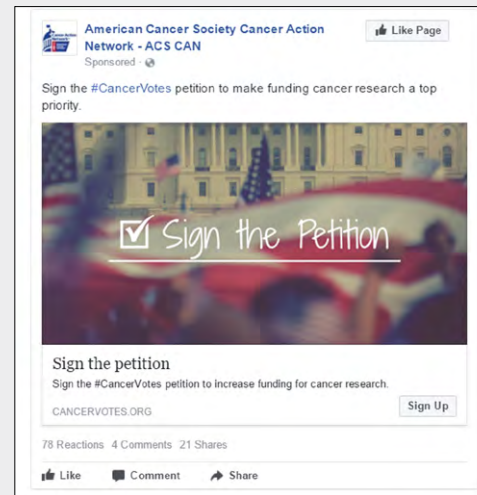 American Cancer Society Cancer Action
Network - ACS CAN
Like Page
Sponsored ·
Sign the #CancerVotes petition to make funding cancer research a top
priority.
Sign the Petition
Sign the petition
Sign the #CancerVotes petition to increase funding for cancer research.
CANCERVOTES.ORG
Sign Up
78 Reactions 4 Comments 21 Shares
Like Comment Share